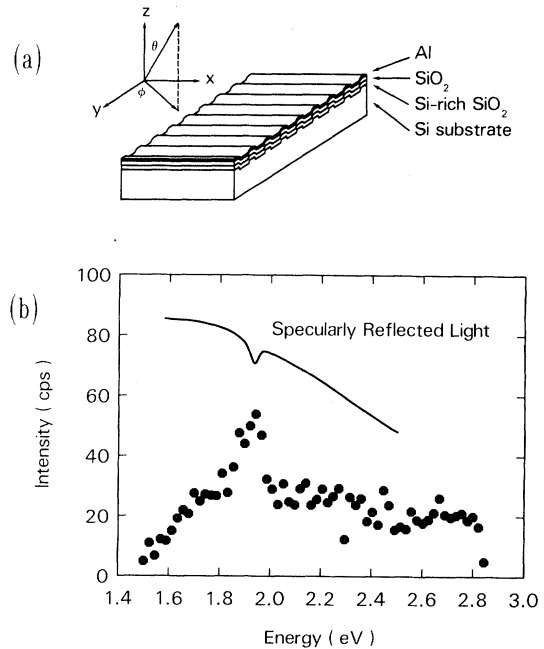 (a)
z
θ
x
y
ϕ
Al
SiO₂
Si-rich SiO₂
Si substrate
(b)
100
80
60
40
20
0
Intensity ( cps )
Specularly Reflected Light
1.4 1.6 1.8 2.0 2.2 2.4 2.6 2.8 3.0
Energy ( eV )